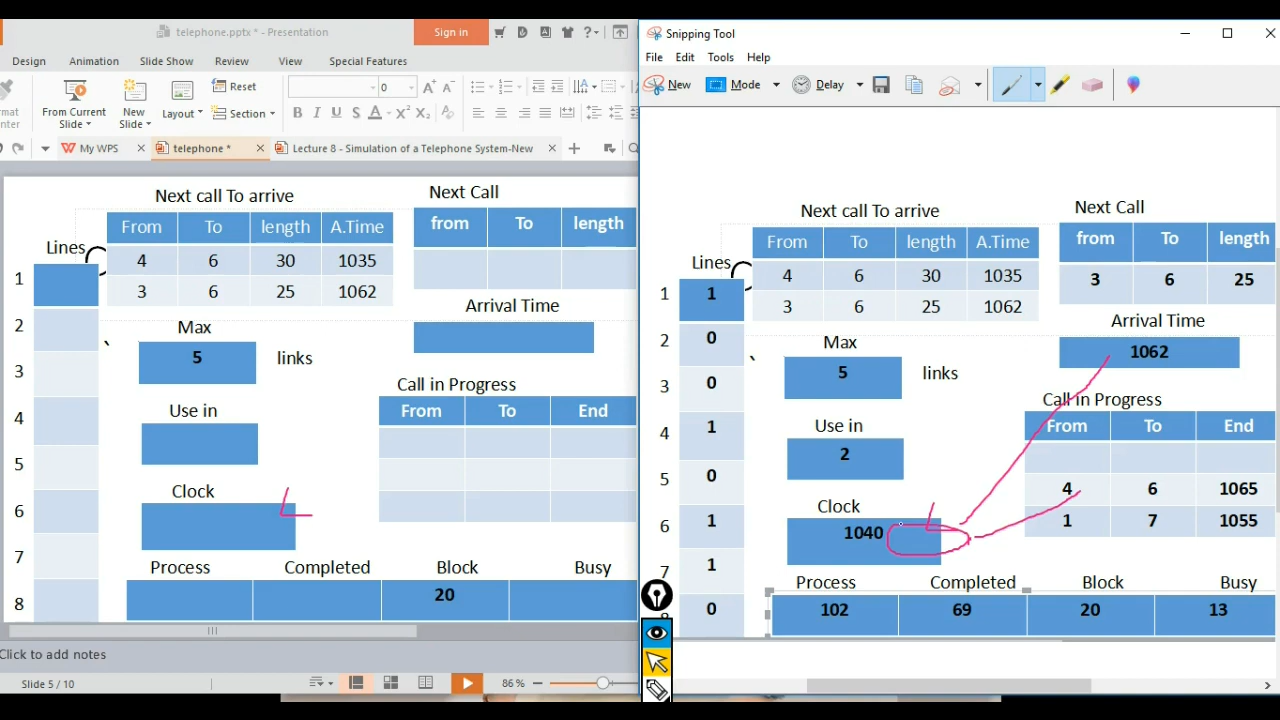 telephone.pptx * - Presentation
Sign in
Design Animation Slide Show Review View Special Features
Reset
0
From Current
Slide
New
Slide
Layout
Section
B I U S A X² X₂
My WPS
telephone *
Lecture 8 - Simulation of a Telephone System-New
Next call To arrive
From To length A.Time
4 6 30 1035
3 6 25 1062
Next Call
from To length
Arrival Time
Lines
1
2
3
4
5
6
7
8
Max
5
links
Use in
Clock
Call in Progress
From To End
Process Completed Block Busy
20
Click to add notes
Slide 5 / 10
86 %
Snipping Tool
File Edit Tools Help
New Mode Delay
Next call To arrive
From To length A.Time
4 6 30 1035
3 6 25 1062
Next Call
from To length
3 6 25
Arrival Time
1062
Lines
1 1
2 0
3 0
4 1
5 0
6 1
7 1
0
Max
5
links
Use in
2
Clock
1040
Call in Progress
From To End
4 6 1065
1 7 1055
Process Completed Block Busy
102 69 20 13